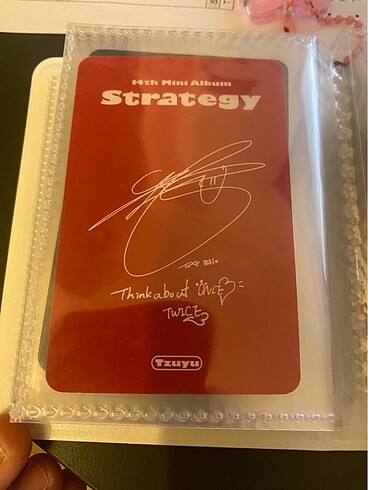 14th Mini Album
Strategy
Think about ONCE
TWICE
Tzuyu